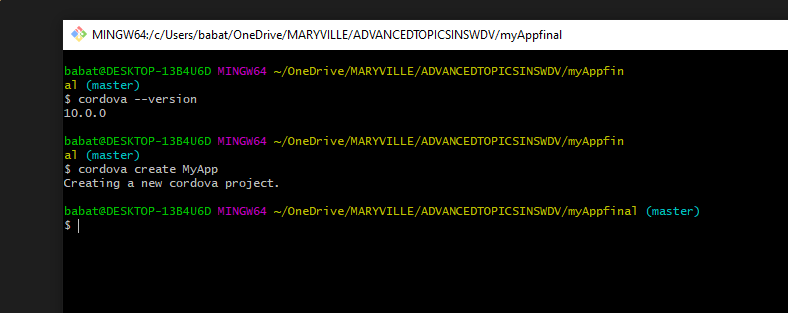 MINGW64:/c/Users/babat/OneDrive/MARYVILLE/ADVANCEDTOPICSINSWDV/myAppfinal
babat@DESKTOP-13B4U6D MINGW64 ~/OneDrive/MARYVILLE/ADVANCEDTOPICSINSWDV/myAppfin
al (master)
$ cordova --version
10.0.0
babat@DESKTOP-13B4U6D MINGW64 ~/OneDrive/MARYVILLE/ADVANCEDTOPICSINSWDV/myAppfin
al (master)
$ cordova create MyApp
Creating a new cordova project.
babat@DESKTOP-13B4U6D MINGW64 ~/OneDrive/MARYVILLE/ADVANCEDTOPICSINSWDV/myAppfinal (master)
$